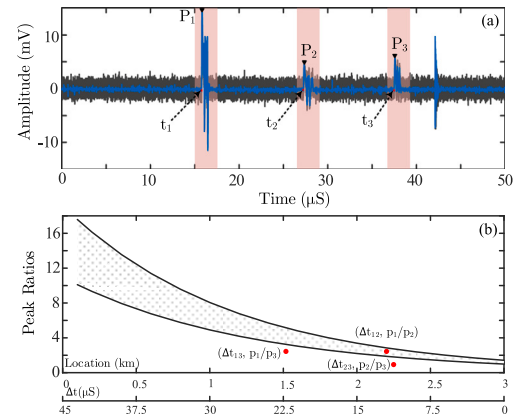 (a)
P1
P2
P3
t1
t2
t3
Amplitude (mV)
10
0
-10
0 10 20 30 40 50
Time (μS)
(b)
Peak Ratios
16
12
8
4
0
(Δt12, p1/p2)
(Δt13, p1/p3)
(Δt23, p2/p3)
Location (km)
0 0.5 1 1.5 2 2.5 3
Δt(μS)
45 37.5 30 22.5 15 7.5 0